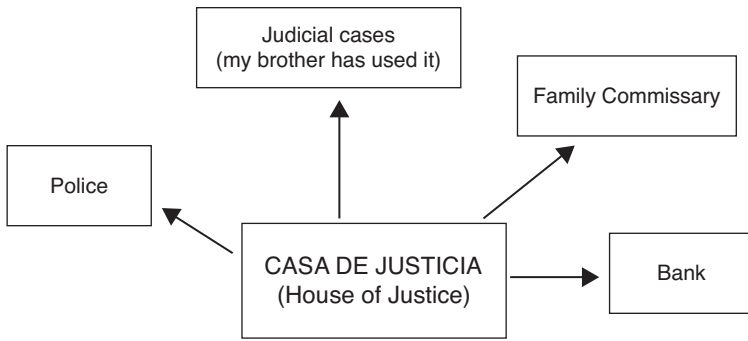 Judicial cases
(my brother has used it)
Family Commissary
Police
CASA DE JUSTICIA
(House of Justice)
Bank